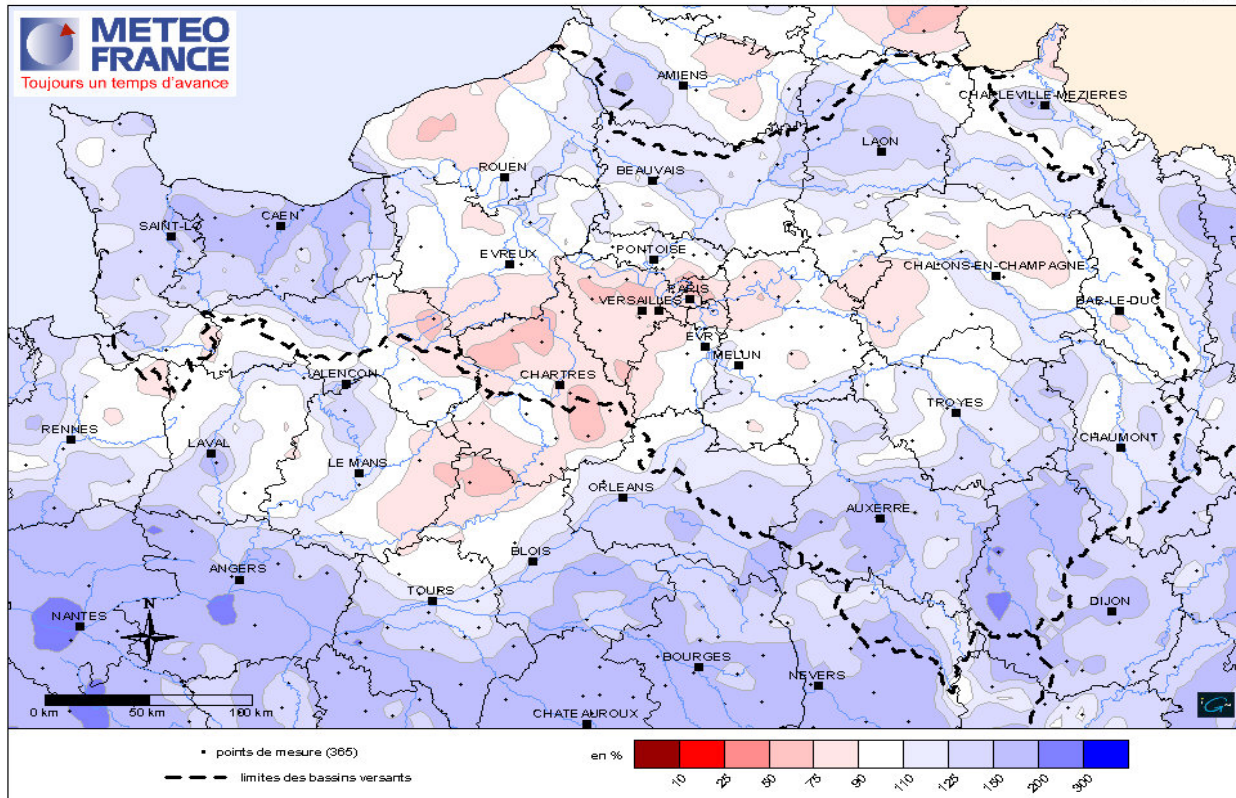 METEO
FRANCE
Toujours un temps d'avance
AMIENS
CHARLEVILLE-MEZIERES
LAON
ROUEN
BEAUVAIS
CAEN
SAINT-LO
PONTOISE
EVREUX
CHALONS-EN-CHAMPAGNE
PARIS
VERSAILLES
BAR-LE-DUC
EVRY
MELUN
ALENCON
CHARTRES
TROYES
RENNES
LAVAL
CHAUMONT
LE MANS
ORLEANS
AUXERRE
BLOIS
ANGERS
TOURS
DIJON
NANTES
N
BOURGES
NEVERS
0 km 50 km 100 km
CHATEAUROUX
points de mesure (365)
en %
limites des bassins versants
10 25 50 75 90 110 125 150 200 300